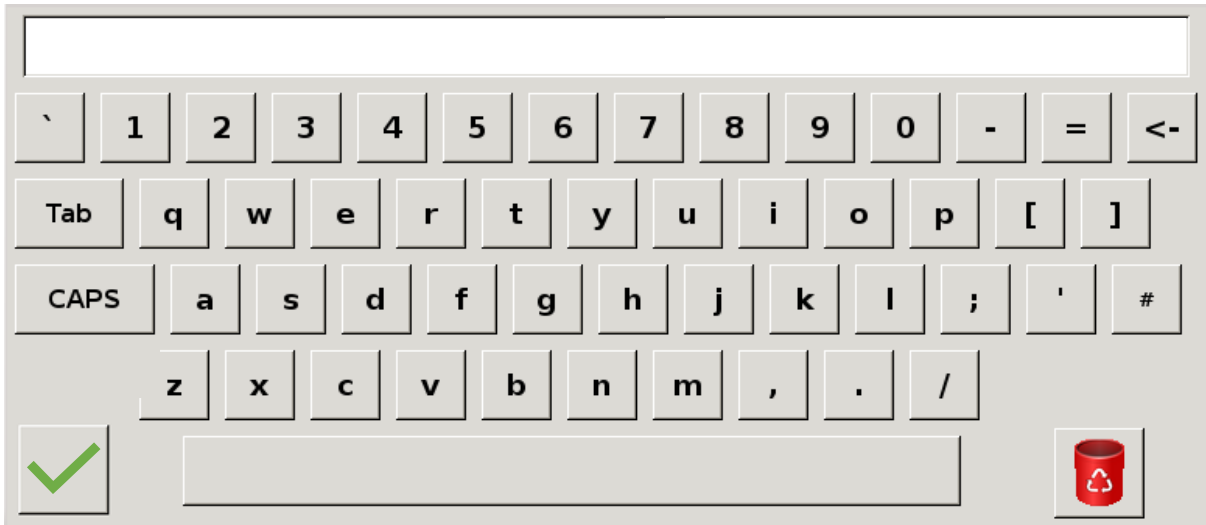 ` 1 2 3 4 5 6 7 8 9 0 - = <-
Tab q w e r t y u i o p [ ]
CAPS a s d f g h j k l ; ' #
z x c v b n m , . /